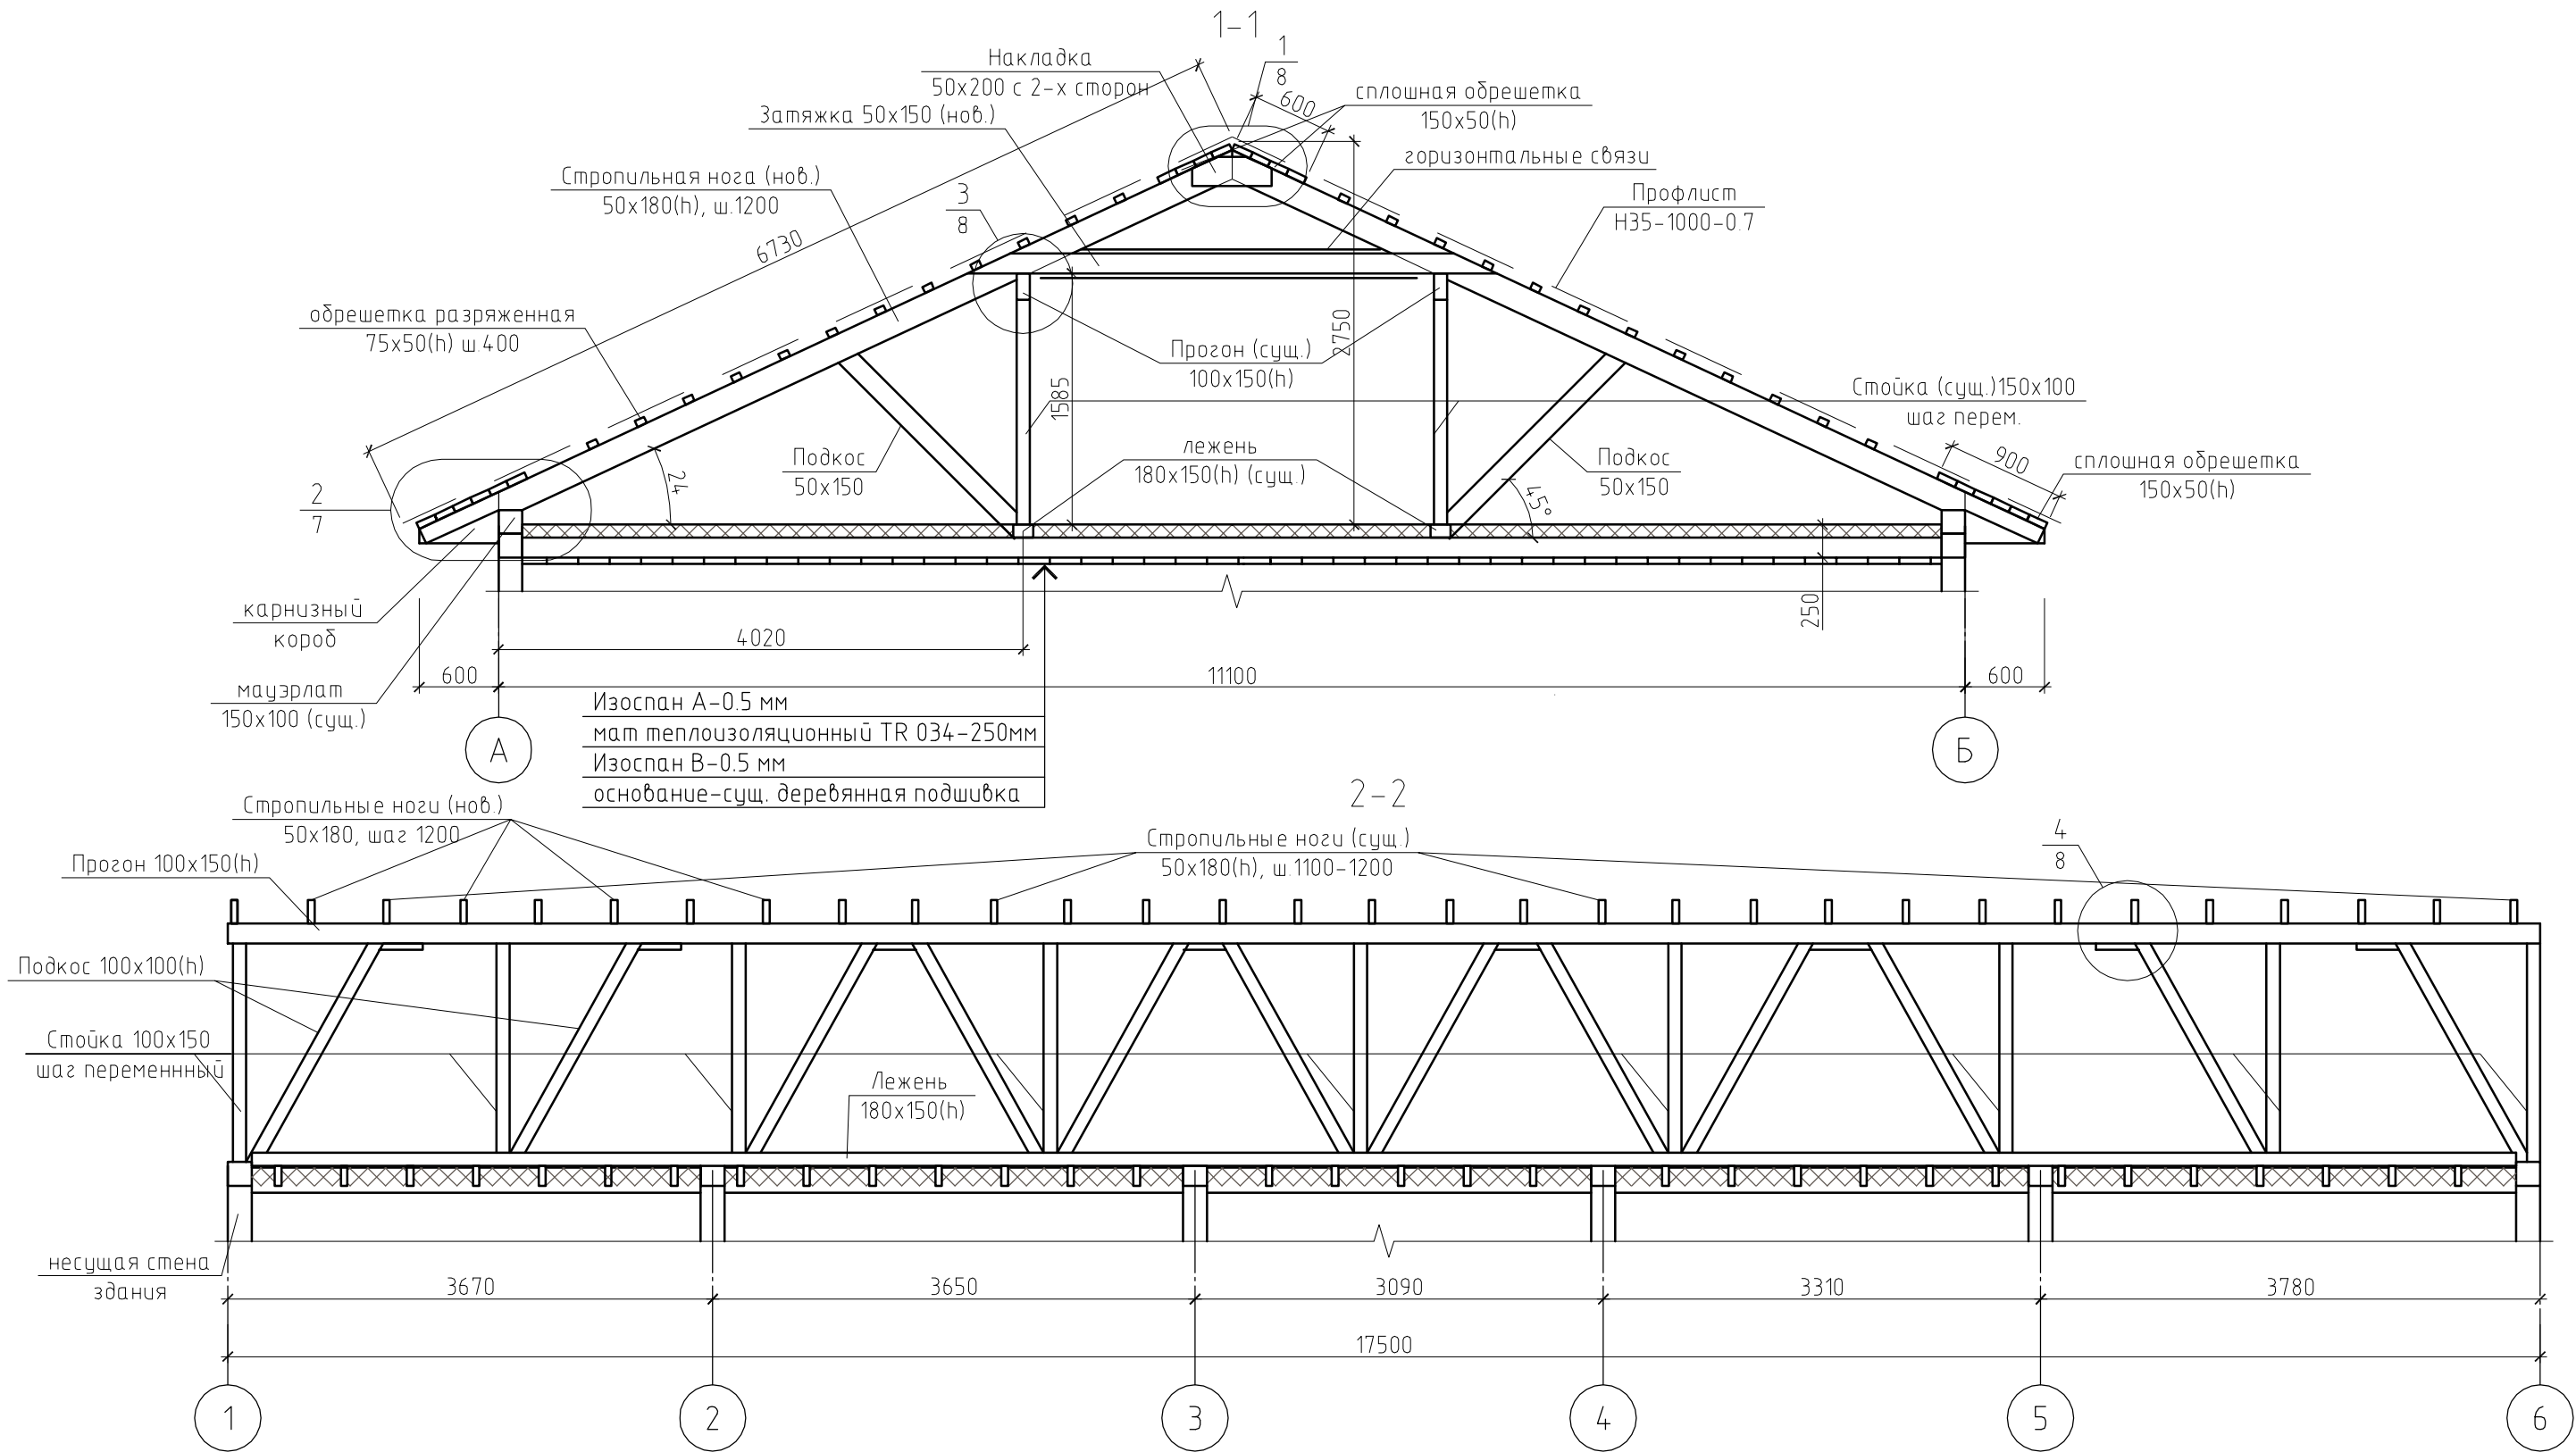 1-1
Накладка
50х200 с 2-х сторон
1
8
600
сплошная обрешетка
150х50(h)
Затяжка 50х150 (нов.)
горизонтальные связи
Стропильная нога (нов.)
50х180(h), ш.1200
3
8
Профлист
Н35-1000-0.7
6730
обрешетка разряженная
75х50(h) ш.400
2750
Прогон (сущ.)
100х150(h)
1585
Стойка (сущ.)150х100
шаг перем.
Подкос
50х150
лежень
180х150(h) (сущ.)
Подкос
50х150
900
сплошная обрешетка
150х50(h)
24
45°
2
7
карнизный
короб
250
4020
600
11100
600
мауэрлат
150х100 (сущ.)
Изоспан А-0.5 мм
мат теплоизоляционный TR 034-250мм
Изоспан В-0.5 мм
основание-сущ. деревянная подшивка
А
Б
2-2
Стропильные ноги (нов.)
50х180, шаг 1200
Стропильные ноги (сущ.)
50х180(h), ш.1100-1200
4
8
Прогон 100х150(h)
Подкос 100х100(h)
Стойка 100х150
шаг переменнный
Лежень
180х150(h)
несущая стена
здания
3670
3650
3090
3310
3780
17500
1
2
3
4
5
6